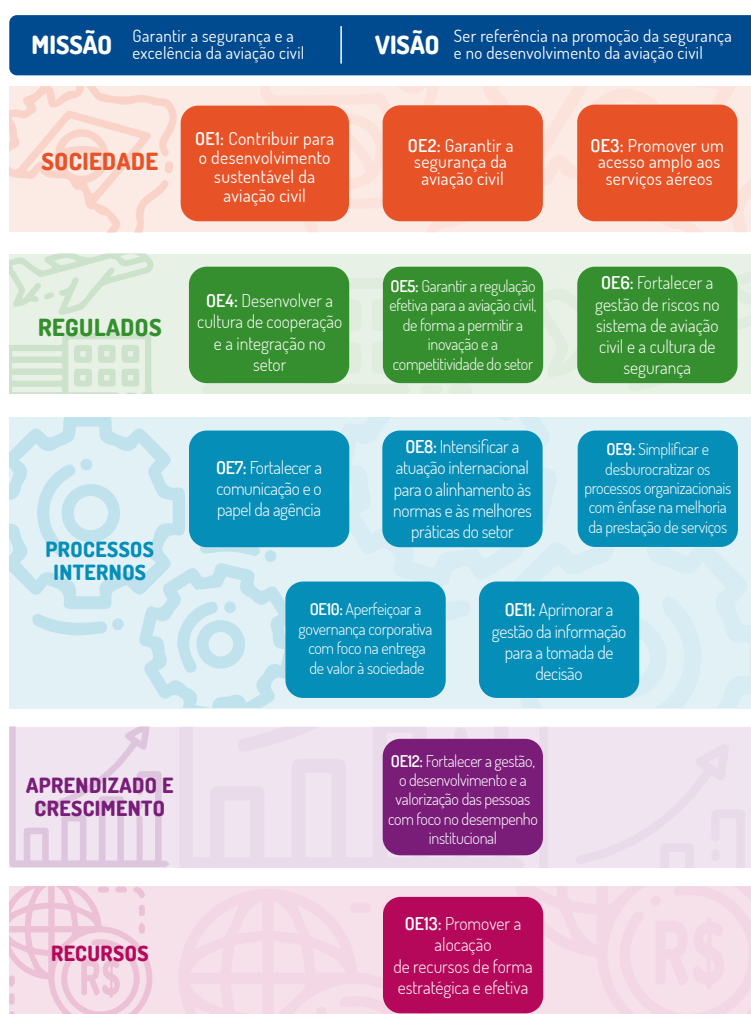 MISSÃO
Garantir a segurança e a
excelência da aviação civil
VISÃO
Ser referência na promoção da segurança
e no desenvolvimento da aviação civil
SOCIEDADE
OE1: Contribuir para
o desenvolvimento
sustentável da
aviação civil
OE2: Garantir a
segurança da
aviação civil
OE3: Promover um
acesso amplo aos
serviços aéreos
REGULADOS
OE4: Desenvolver a
cultura de cooperação
e a integração no
setor
OE5: Garantir a regulação
efetiva para a aviação civil,
de forma a permitir a
inovação e a
competitividade do setor
OE6: Fortalecer a
gestão de riscos no
sistema de aviação
civil e a cultura de
segurança
PROCESSOS
INTERNOS
OE7: Fortalecer a
comunicação e o
papel da agência
OE8: Intensificar a
atuação internacional
para o alinhamento às
normas e às melhores
práticas do setor
OE9: Simplificar e
desburocratizar os
processos organizacionais
com ênfase na melhoria
da prestação de serviços
OE10: Aperfeiçoar a
governança corporativa
com foco na entrega
de valor à sociedade
OE11: Aprimorar a
gestão da informação
para a tomada de
decisão
APRENDIZADO E
CRESCIMENTO
OE12: Fortalecer a gestão,
o desenvolvimento e a
valorização das pessoas
com foco no desempenho
institucional
RECURSOS
R$
OE13: Promover a
alocação
de recursos de forma
estratégica e efetiva
R$